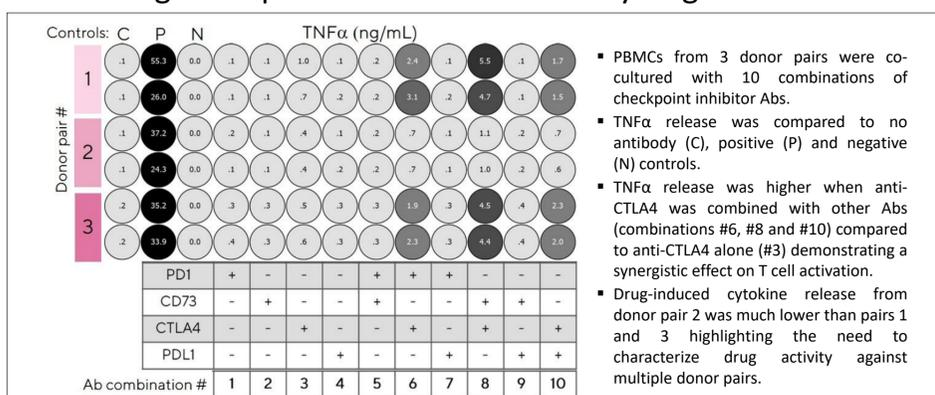 Controls: C P N TNFα (ng/mL)
Donor pair #
1
.1 55.3 0.0 .1 .1 1.0 .1 .2 2.4 .1 5.5 .1 1.7
.1 26.0 0.0 .1 .1 .7 .2 .2 3.1 .2 4.7 .1 1.5
2
.1 37.2 0.0 .2 .1 .4 .1 .2 .7 .1 1.1 .2 .7
.1 24.3 0.0 .1 .1 .4 .2 .2 .7 .1 1.0 .2 .6
3
.2 35.2 0.0 .3 .3 .5 .3 .3 1.9 .3 4.5 .3 2.3
.2 33.9 0.0 .4 .3 .6 .3 .3 2.3 .3 4.4 .4 2.0
PD1 + - - - + + + - - -
CD73 - + - - + - - + + -
CTLA4 - - + - - + - + - +
PDL1 - - - + - - + - + +
Ab combination # 1 2 3 4 5 6 7 8 9 10
▪ PBMCs from 3 donor pairs were co-
cultured with 10 combinations of
checkpoint inhibitor Abs.
▪ TNFα release was compared to no
antibody (C), positive (P) and negative
(N) controls.
▪ TNFα release was higher when anti-
CTLA4 was combined with other Abs
(combinations #6, #8 and #10) compared
to anti-CTLA4 alone (#3) demonstrating a
synergistic effect on T cell activation.
▪ Drug-induced cytokine release from
donor pair 2 was much lower than pairs 1
and 3 highlighting the need to
characterize drug activity against
multiple donor pairs.